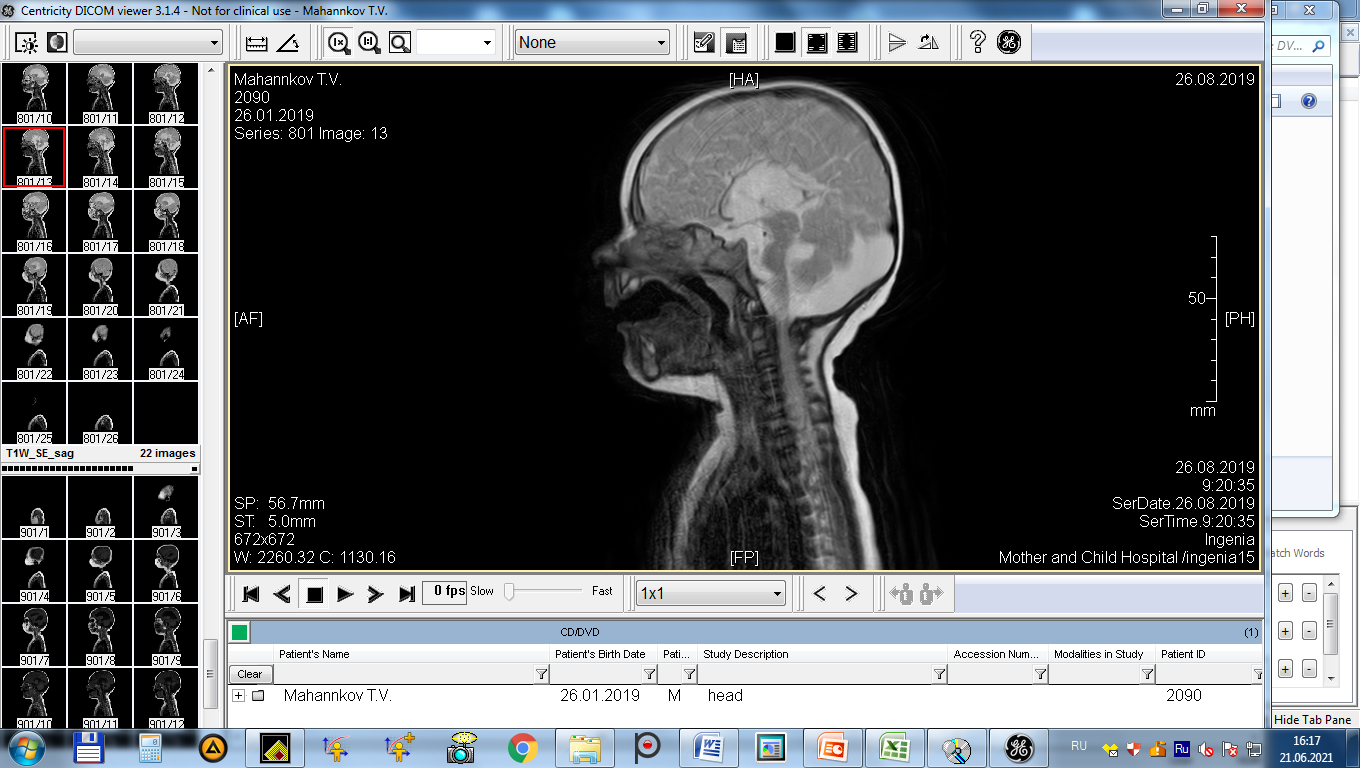 Centricity DICOM viewer 3.1.4 - Not for clinical use - Mahannkov T.V.
None
DV...
801/10 801/11 801/12
801/13 801/14 801/15
801/16 801/17 801/18
801/19 801/20 801/21
801/22 801/23 801/24
801/25 801/26
T1W_SE_sag 22 images
901/1 901/2 901/3
901/4 901/5 901/6
901/7 901/8 901/9
901/10 901/11 901/12
Mahannkov T.V.
2090
26.01.2019
Series: 801 Image: 13
[HA]
26.08.2019
[AF]
[PH]
50
mm
SP: 56.7mm
ST: 5.0mm
672x672
W: 2260.32 C: 1130.16
[FP]
26.08.2019
9:20:35
SerDate.26.08.2019
SerTime.9:20:35
Ingenia
Mother and Child Hospital /ingenia15
0 fps Slow Fast
1x1
CD/DVD (1)
Patient's Name Patient's Birth Date Pati... Study Description Accession Num... Modalities in Study Patient ID
Clear
Mahannkov T.V. 26.01.2019 M head 2090
atch Words
Hide Tab Pane
RU
Ru
16:17
21.06.2021